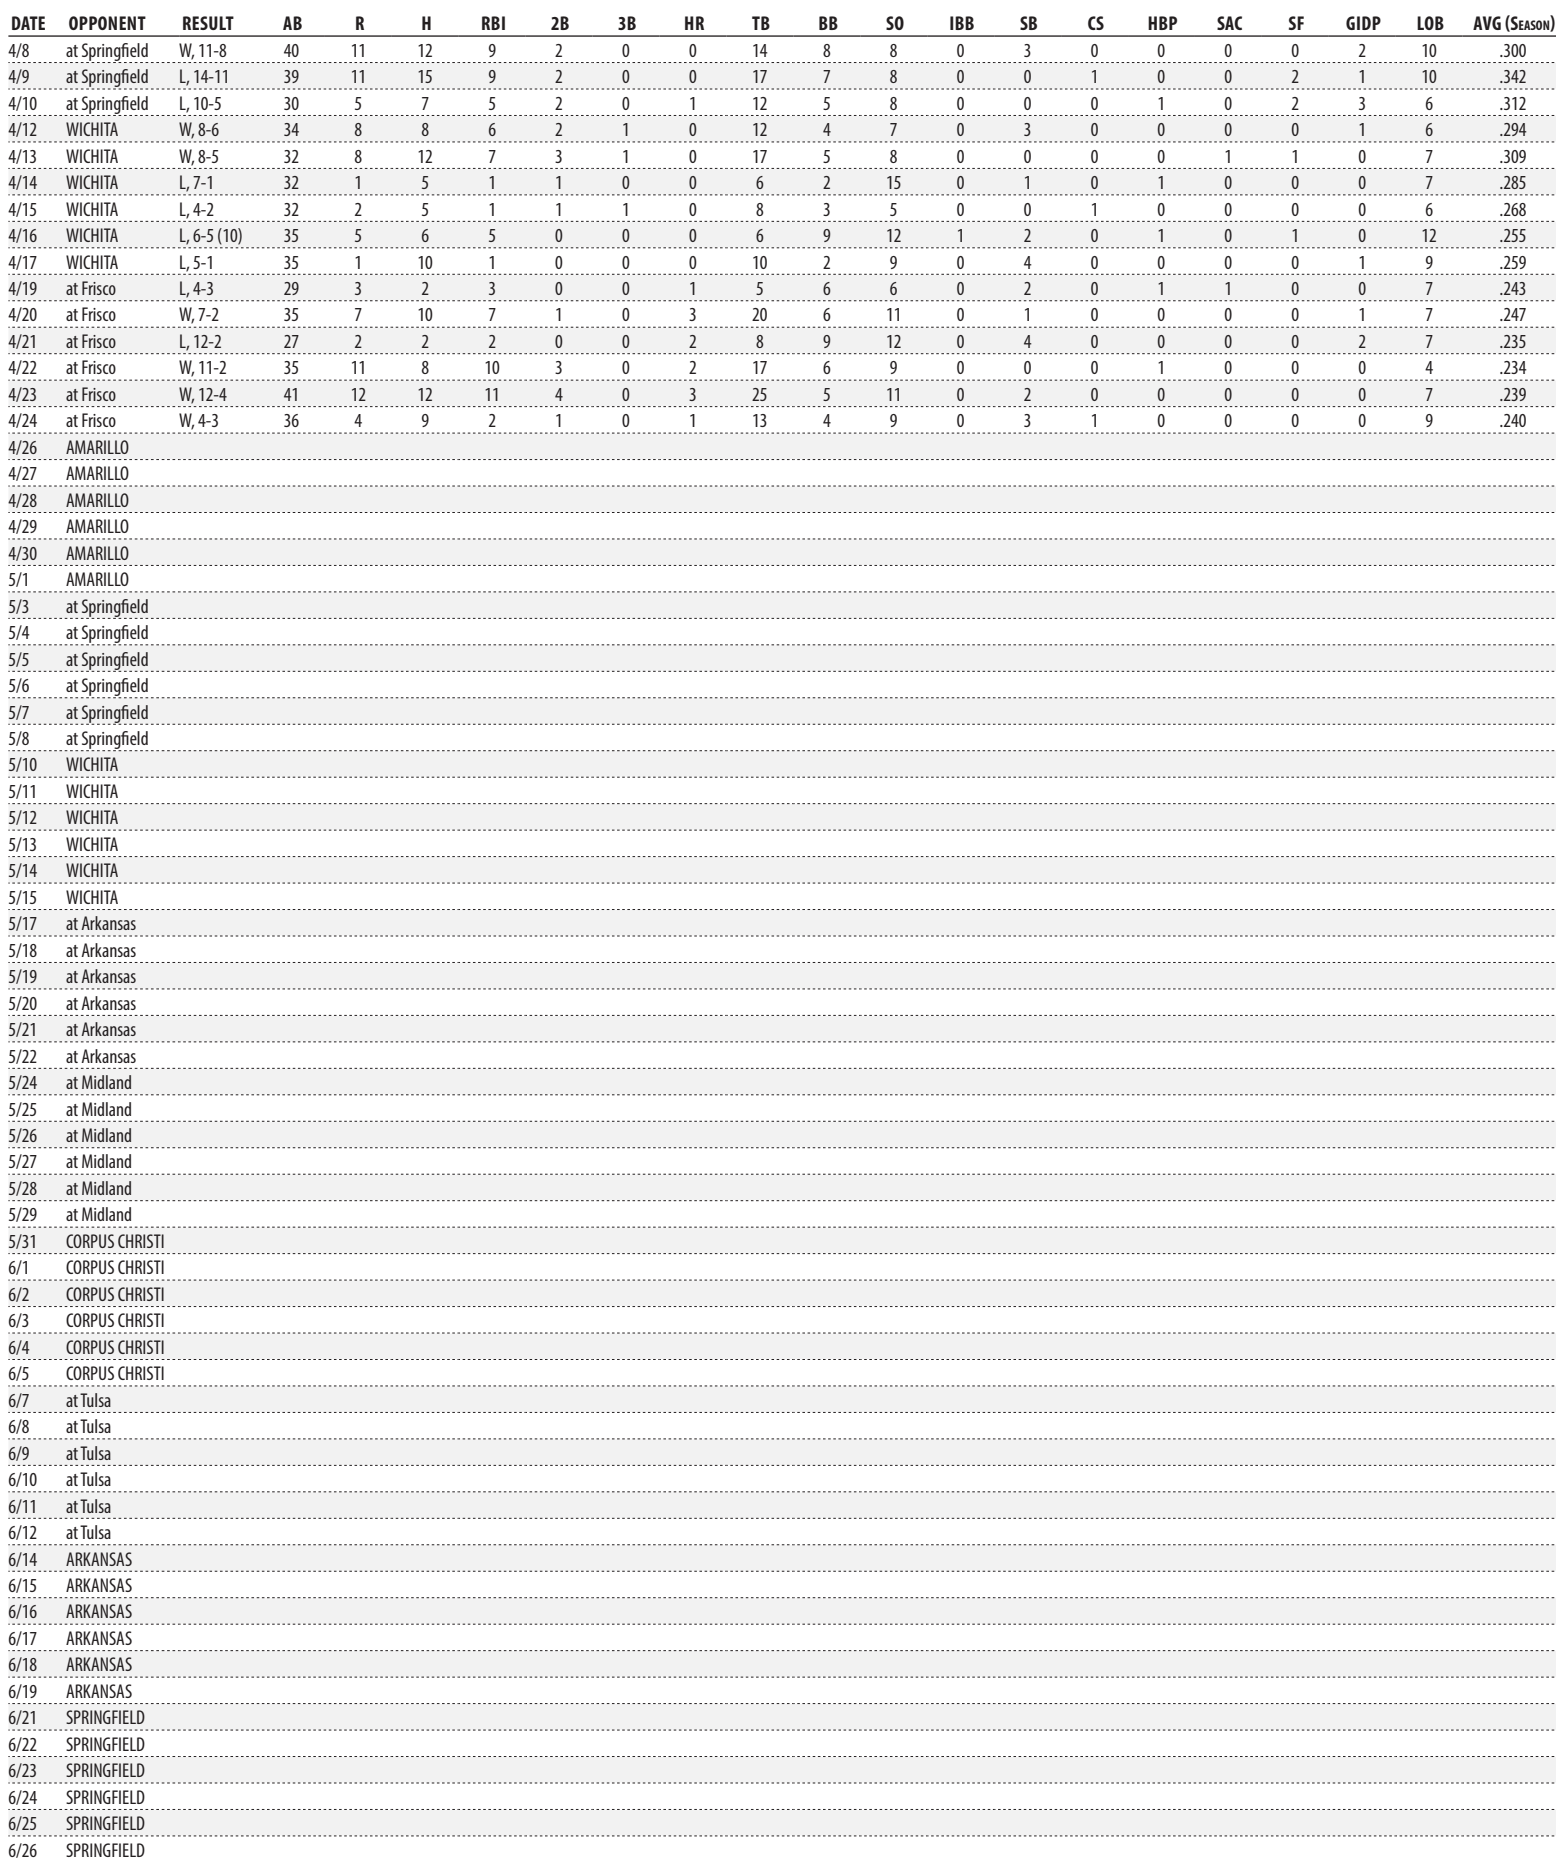 DATE OPPONENT RESULT AB R H RBI 2B 3B HR TB BB SO IBB SB CS HBP SAC SF GIDP LOB AVG (SEASON)
4/8 at Springfield W, 11-8 40 11 12 9 2 0 0 14 8 8 0 3 0 0 0 0 2 10 .300
4/9 at Springfield L, 14-11 39 11 15 9 2 0 0 17 7 8 0 0 1 0 0 2 1 10 .342
4/10 at Springfield L, 10-5 30 5 7 5 2 0 1 12 5 8 0 0 0 1 0 2 3 6 .312
4/12 WICHITA W, 8-6 34 8 8 6 2 1 0 12 4 7 0 3 0 0 0 0 1 6 .294
4/13 WICHITA W, 8-5 32 8 12 7 3 1 0 17 5 8 0 0 0 0 1 1 0 7 .309
4/14 WICHITA L, 7-1 32 1 5 1 1 0 0 6 2 15 0 1 0 1 0 0 0 7 .285
4/15 WICHITA L, 4-2 32 2 5 1 1 1 0 8 3 5 0 0 1 0 0 0 0 6 .268
4/16 WICHITA L, 6-5 (10) 35 5 6 5 0 0 0 6 9 12 1 2 0 1 0 1 0 12 .255
4/17 WICHITA L, 5-1 35 1 10 1 0 0 0 10 2 9 0 4 0 0 0 0 1 9 .259
4/19 at Frisco L, 4-3 29 3 2 3 0 0 1 5 6 6 0 2 0 1 1 0 0 7 .243
4/20 at Frisco W, 7-2 35 7 10 7 1 0 3 20 6 11 0 1 0 0 0 0 1 7 .247
4/21 at Frisco L, 12-2 27 2 2 2 0 0 2 8 9 12 0 4 0 0 0 0 2 7 .235
4/22 at Frisco W, 11-2 35 11 8 10 3 0 2 17 6 9 0 0 0 1 0 0 0 4 .234
4/23 at Frisco W, 12-4 41 12 12 11 4 0 3 25 5 11 0 2 0 0 0 0 0 7 .239
4/24 at Frisco W, 4-3 36 4 9 2 1 0 1 13 4 9 0 3 1 0 0 0 0 9 .240
4/26 AMARILLO
4/27 AMARILLO
4/28 AMARILLO
4/29 AMARILLO
4/30 AMARILLO
5/1 AMARILLO
5/3 at Springfield
5/4 at Springfield
5/5 at Springfield
5/6 at Springfield
5/7 at Springfield
5/8 at Springfield
5/10 WICHITA
5/11 WICHITA
5/12 WICHITA
5/13 WICHITA
5/14 WICHITA
5/15 WICHITA
5/17 at Arkansas
5/18 at Arkansas
5/19 at Arkansas
5/20 at Arkansas
5/21 at Arkansas
5/22 at Arkansas
5/24 at Midland
5/25 at Midland
5/26 at Midland
5/27 at Midland
5/28 at Midland
5/29 at Midland
5/31 CORPUS CHRISTI
6/1 CORPUS CHRISTI
6/2 CORPUS CHRISTI
6/3 CORPUS CHRISTI
6/4 CORPUS CHRISTI
6/5 CORPUS CHRISTI
6/7 at Tulsa
6/8 at Tulsa
6/9 at Tulsa
6/10 at Tulsa
6/11 at Tulsa
6/12 at Tulsa
6/14 ARKANSAS
6/15 ARKANSAS
6/16 ARKANSAS
6/17 ARKANSAS
6/18 ARKANSAS
6/19 ARKANSAS
6/21 SPRINGFIELD
6/22 SPRINGFIELD
6/23 SPRINGFIELD
6/24 SPRINGFIELD
6/25 SPRINGFIELD
6/26 SPRINGFIELD